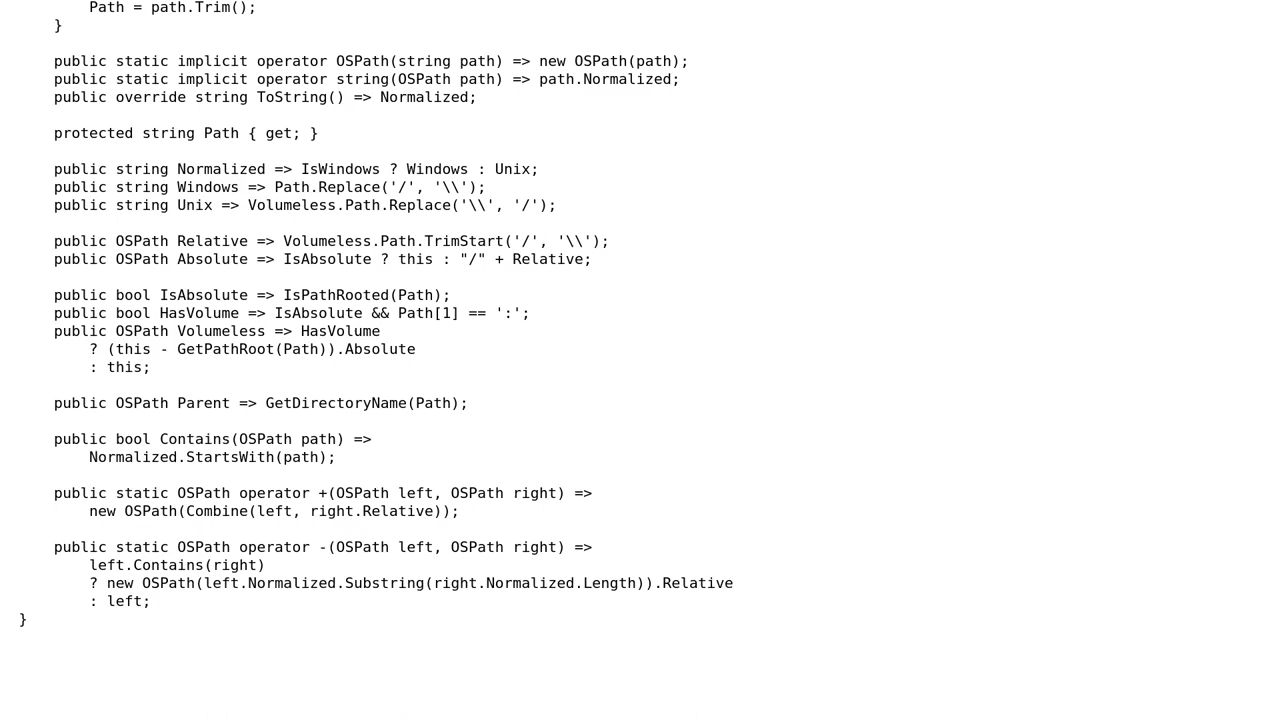 Path = path.Trim();
}
public static implicit operator OSPath(string path) => new OSPath(path);
public static implicit operator string(OSPath path) => path.Normalized;
public override string ToString() => Normalized;
protected string Path { get; }
public string Normalized => IsWindows ? Windows : Unix;
public string Windows => Path.Replace('/', '\\');
public string Unix => Volumeless.Path.Replace('\\', '/');
public OSPath Relative => Volumeless.Path.TrimStart('/', '\\');
public OSPath Absolute => IsAbsolute ? this : "/" + Relative;
public bool IsAbsolute => IsPathRooted(Path);
public bool HasVolume => IsAbsolute && Path[1] == ':';
public OSPath Volumeless => HasVolume
? (this - GetPathRoot(Path)).Absolute
: this;
public OSPath Parent => GetDirectoryName(Path);
public bool Contains(OSPath path) =>
Normalized.StartsWith(path);
public static OSPath operator +(OSPath left, OSPath right) =>
new OSPath(Combine(left, right.Relative));
public static OSPath operator -(OSPath left, OSPath right) =>
left.Contains(right)
? new OSPath(left.Normalized.Substring(right.Normalized.Length)).Relative
: left;
}